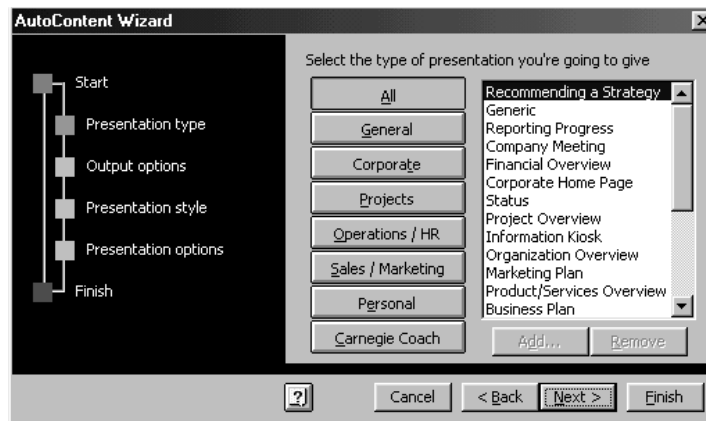 AutoContent Wizard
Start
Presentation type
Output options
Presentation style
Presentation options
Finish
Select the type of presentation you're going to give
All
General
Corporate
Projects
Operations / HR
Sales / Marketing
Personal
Carnegie Coach
Recommending a Strategy
Generic
Reporting Progress
Company Meeting
Financial Overview
Corporate Home Page
Status
Project Overview
Information Kiosk
Organization Overview
Marketing Plan
Product/Services Overview
Business Plan
Add...
Remove
?
Cancel
< Back
Next >
Finish